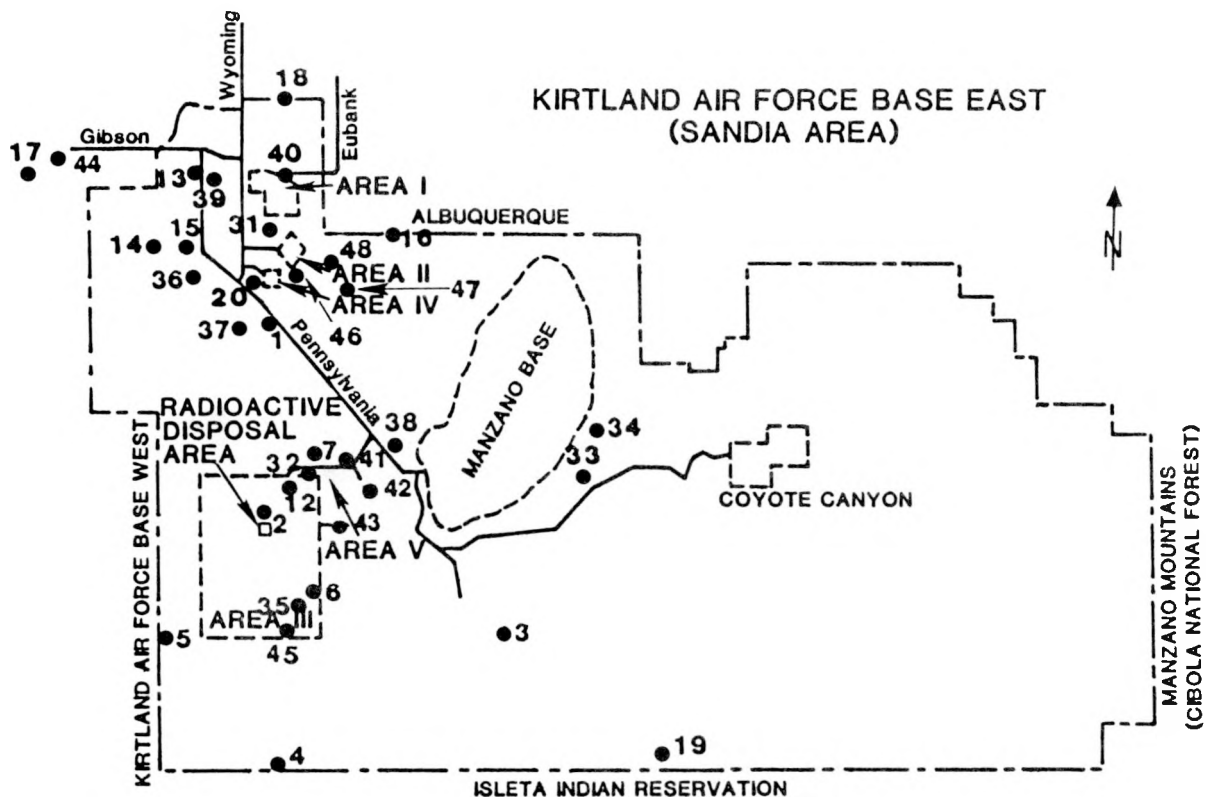 KIRTLAND AIR FORCE BASE EAST
(SANDIA AREA)
Wyoming
18
Eubank
Gibson
17
44
13
39
40
AREA I
N
31
16
ALBUQUERQUE
14
15
48
AREA II
36
20
47
AREA IV
37
1
46
Pennsylvania
MANZANO BASE
RADIOACTIVE
DISPOSAL
AREA
38
34
7
41
32
33
12
42
COYOTE CANYON
2
43
AREA V
6
35
AREA III
5
45
3
4
19
KIRTLAND AIR FORCE BASE WEST
MANZANO MOUNTAINS
(CIBOLA NATIONAL FOREST)
ISLETA INDIAN RESERVATION